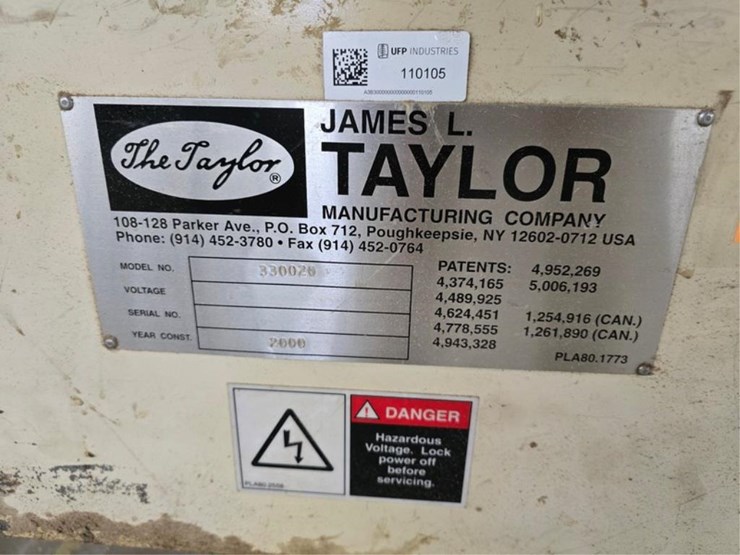 UFP INDUSTRIES
110105
The Taylor®
JAMES L.
TAYLOR
MANUFACTURING COMPANY
108-128 Parker Ave., P.O. Box 712, Poughkeepsie, NY 12602-0712 USA
Phone: (914) 452-3780 • Fax (914) 452-0764
MODEL NO. 330020
VOLTAGE
SERIAL NO.
YEAR CONST. 2000
PATENTS: 4,952,269
4,374,165 5,006,193
4,489,925
4,624,451 1,254,916 (CAN.)
4,778,555 1,261,890 (CAN.)
4,943,328
PLA80.1773
DANGER
Hazardous
Voltage. Lock
power off
before
servicing.